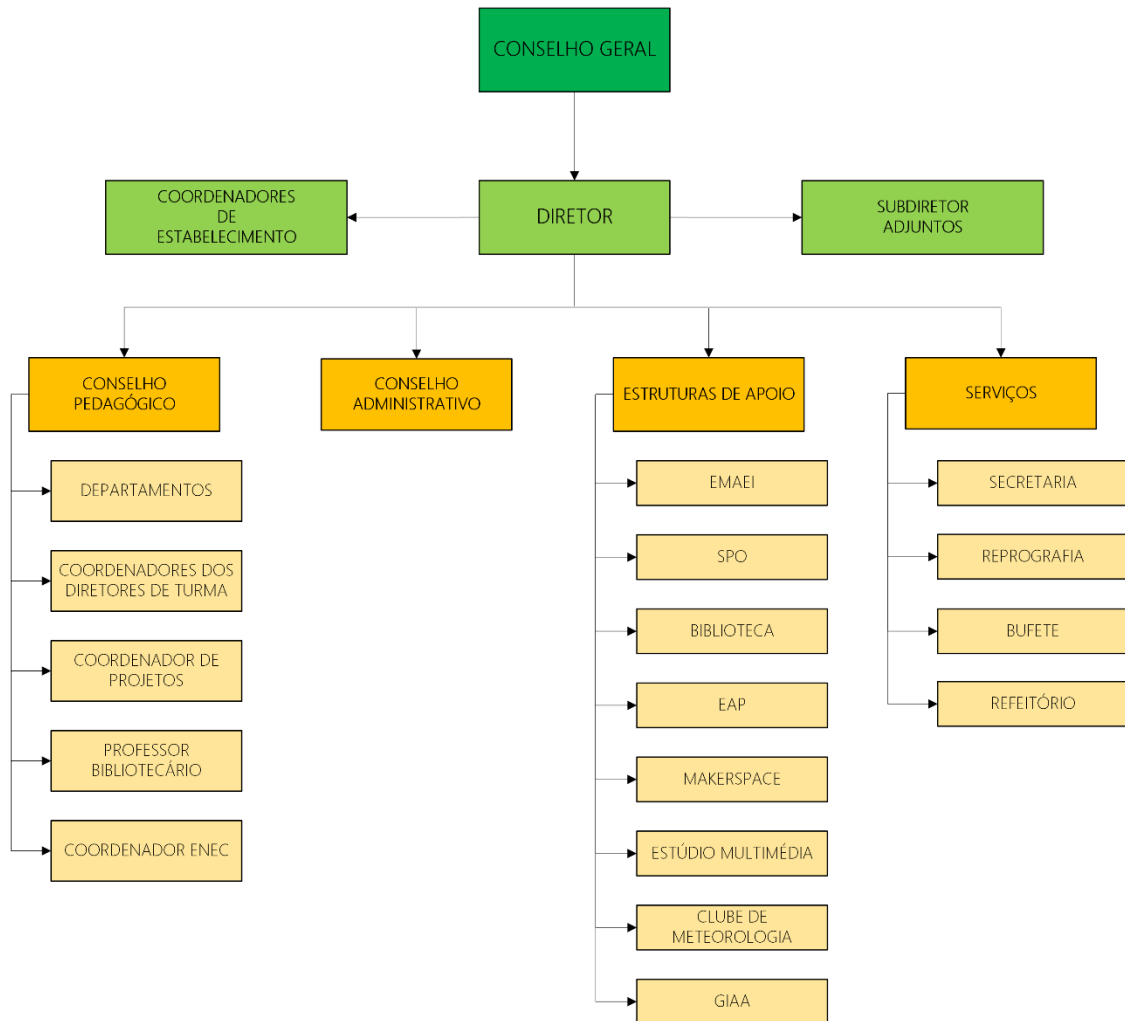 CONSELHO GERAL
COORDENADORES
DE
ESTABELECIMENTO
DIRETOR
SUBDIRETOR
ADJUNTOS
CONSELHO
PEDAGÓGICO
CONSELHO
ADMINISTRATIVO
ESTRUTURAS DE APOIO
SERVIÇOS
DEPARTAMENTOS
COORDENADORES DOS
DIRETORES DE TURMA
COORDENADOR DE
PROJETOS
PROFESSOR
BIBLIOTECÁRIO
COORDENADOR ENEC
EMAEI
SPO
BIBLIOTECA
EAP
MAKERSPACE
ESTÚDIO MULTIMÉDIA
CLUBE DE
METEOROLOGIA
GIAA
SECRETARIA
REPROGRAFIA
BUFETE
REFEITÓRIO